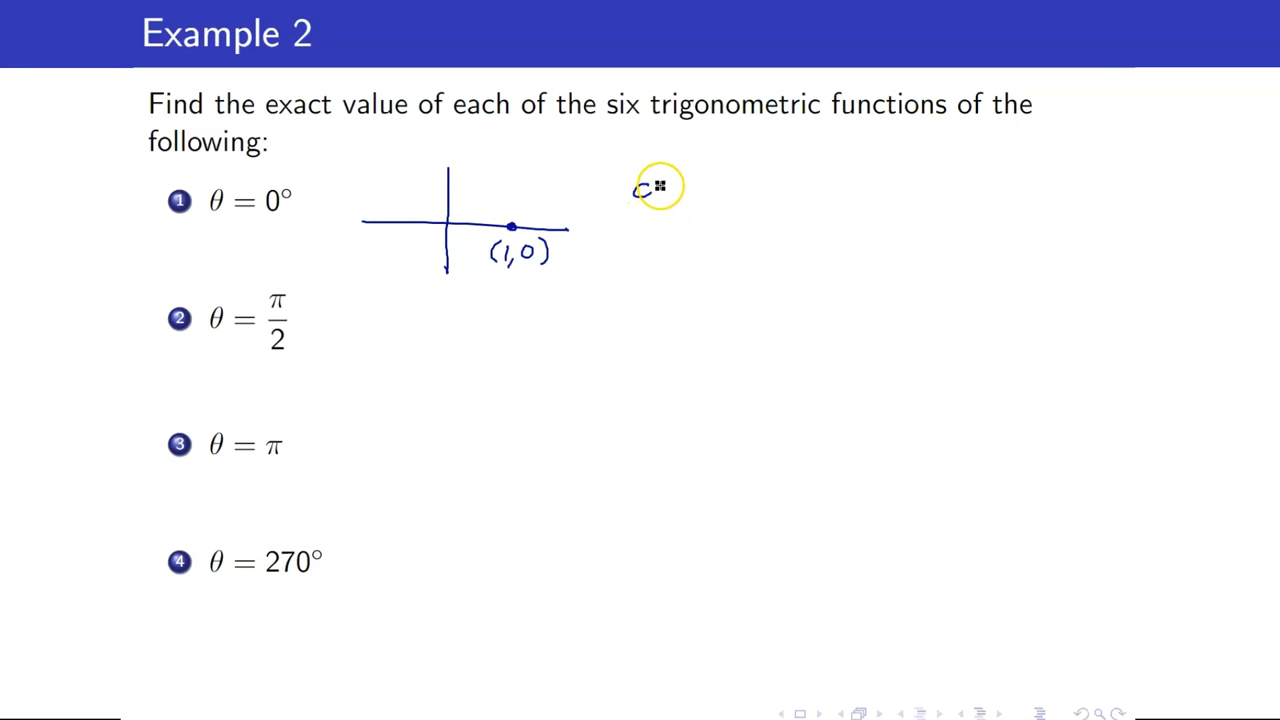 Example 2
Find the exact value of each of the six trigonometric functions of the
following:
1 θ = 0°
c
(1,0)
2 θ = π/2
3 θ = π
4 θ = 270°